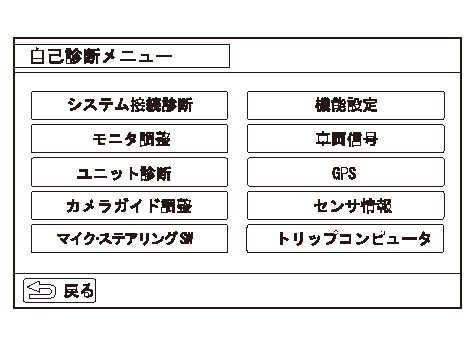 自己診断メニュー
システム接続診断
機能設定
モニタ調整
車両信号
ユニット診断
GPS
カメラガイド調整
センサ情報
マイク・ステアリングSW
トリップコンピュータ
戻る